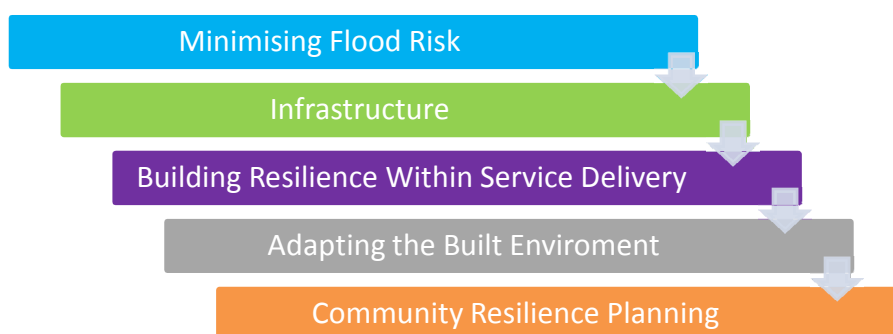 Minimising Flood Risk
Infrastructure
Building Resilience Within Service Delivery
Adapting the Built Enviroment
Community Resilience Planning